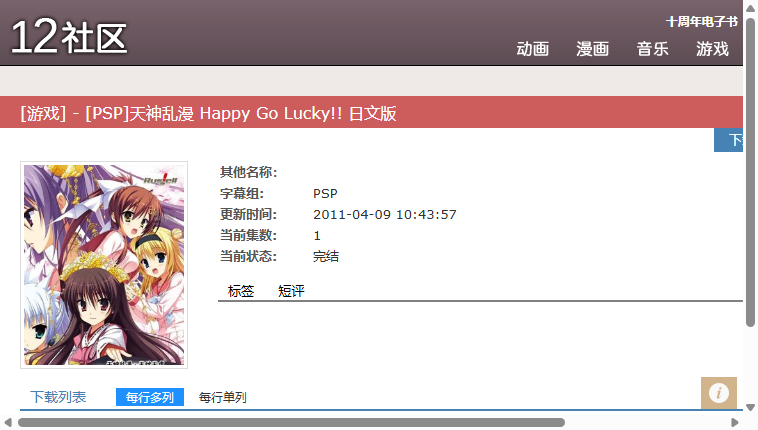 十周年电子书
12社区
动画 漫画 音乐 游戏
[游戏] - [PSP]天神乱漫 Happy Go Lucky!! 日文版
其他名称:
字幕组: PSP
更新时间: 2011-04-09 10:43:57
当前集数: 1
当前状态: 完结
Russell
标签 短评
下载列表 每行多列 每行单列
i